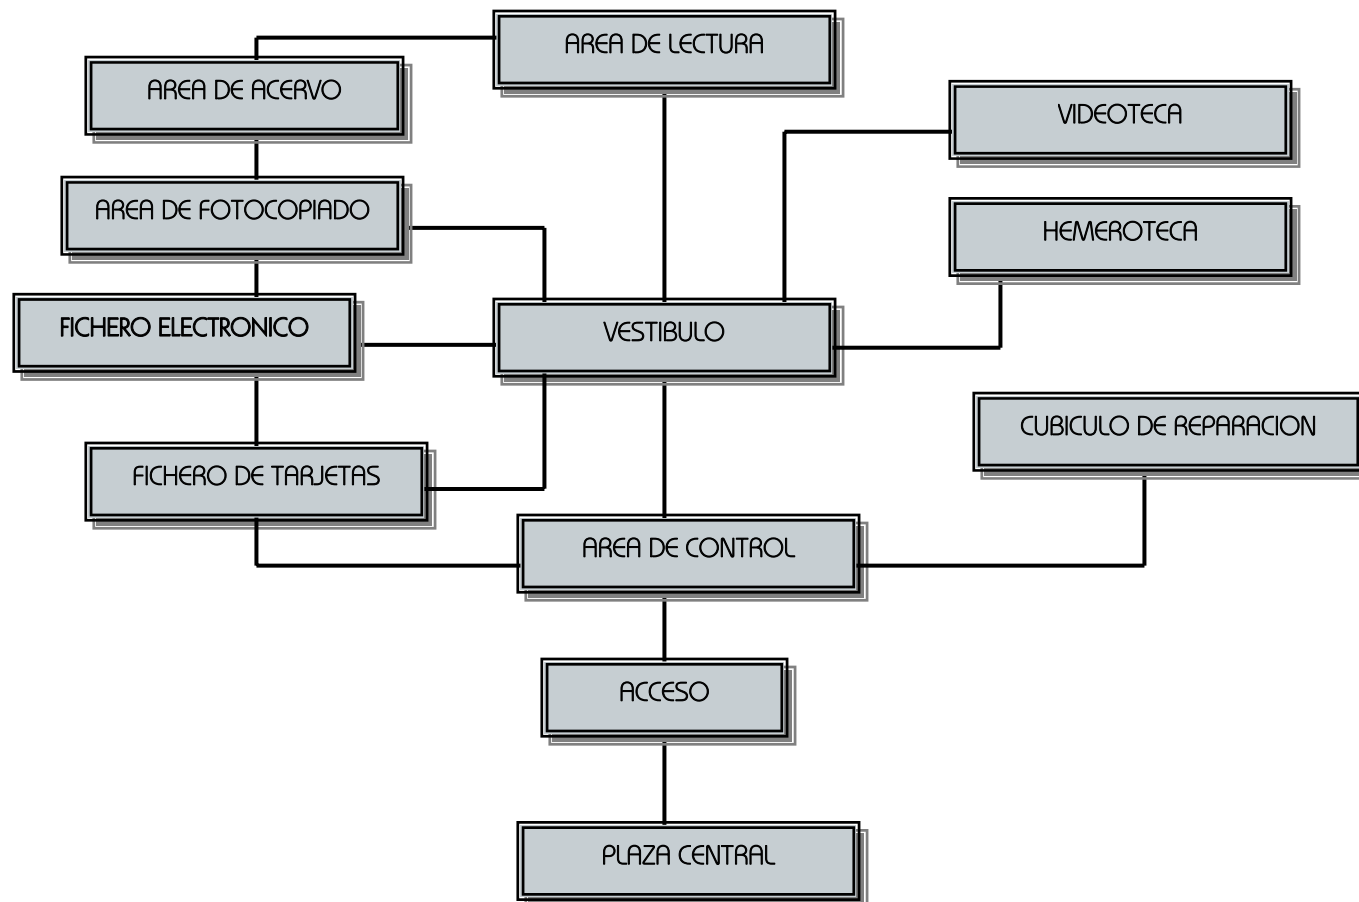 AREA DE LECTURA
AREA DE ACERVO
VIDEOTECA
AREA DE FOTOCOPIADO
HEMEROTECA
FICHERO ELECTRONICO
VESTIBULO
CUBICULO DE REPARACION
FICHERO DE TARJETAS
AREA DE CONTROL
ACCESO
PLAZA CENTRAL